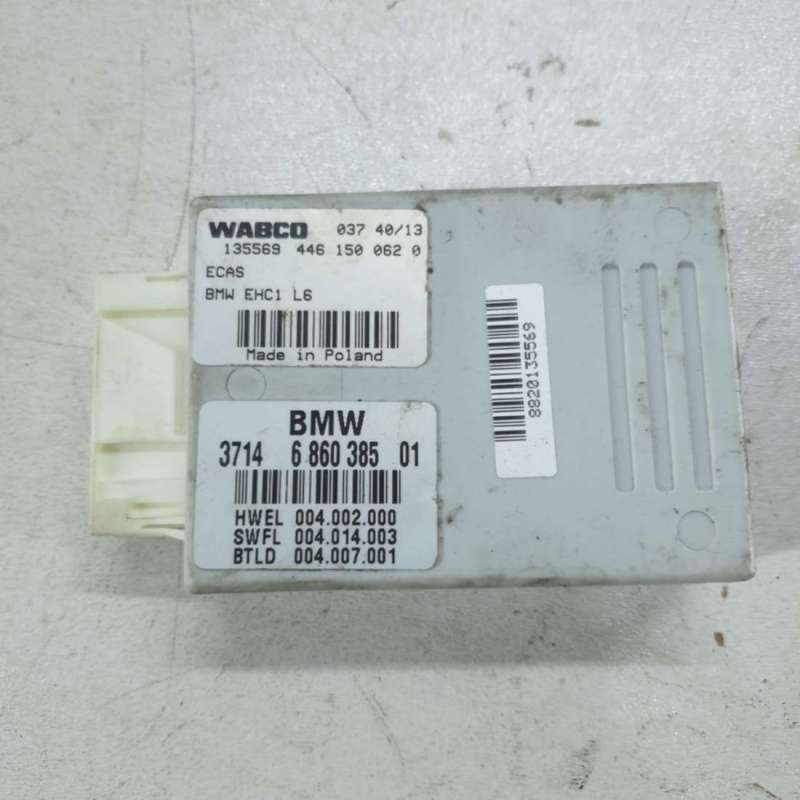 WABCO 037 40/13
135569 446 150 062 0
ECAS
BMW EHC1 L6
Made in Poland
BMW
3714 6 860 385 01
HWEL 004.002.000
SWFL 004.014.003
BTLD 004.007.001
8820135569